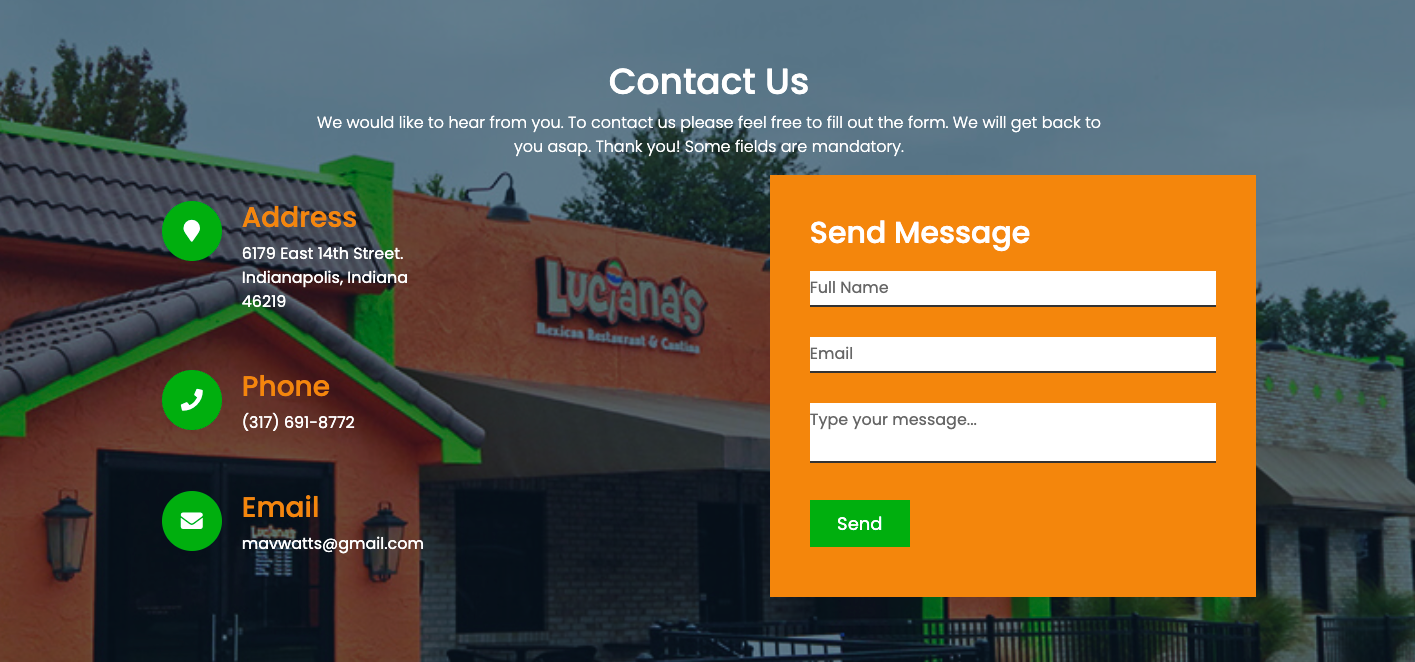 Contact Us
We would like to hear from you. To contact us please feel free to fill out the form. We will get back to
you asap. Thank you! Some fields are mandatory.
Address
6179 East 14th Street.
Indianapolis, Indiana
46219
Phone
(317) 691-8772
Email
mavwatts@gmail.com
Luciana's
Mexican Restaurant & Cantina
Luciana's
Send Message
Full Name
Email
Type your message...
Send